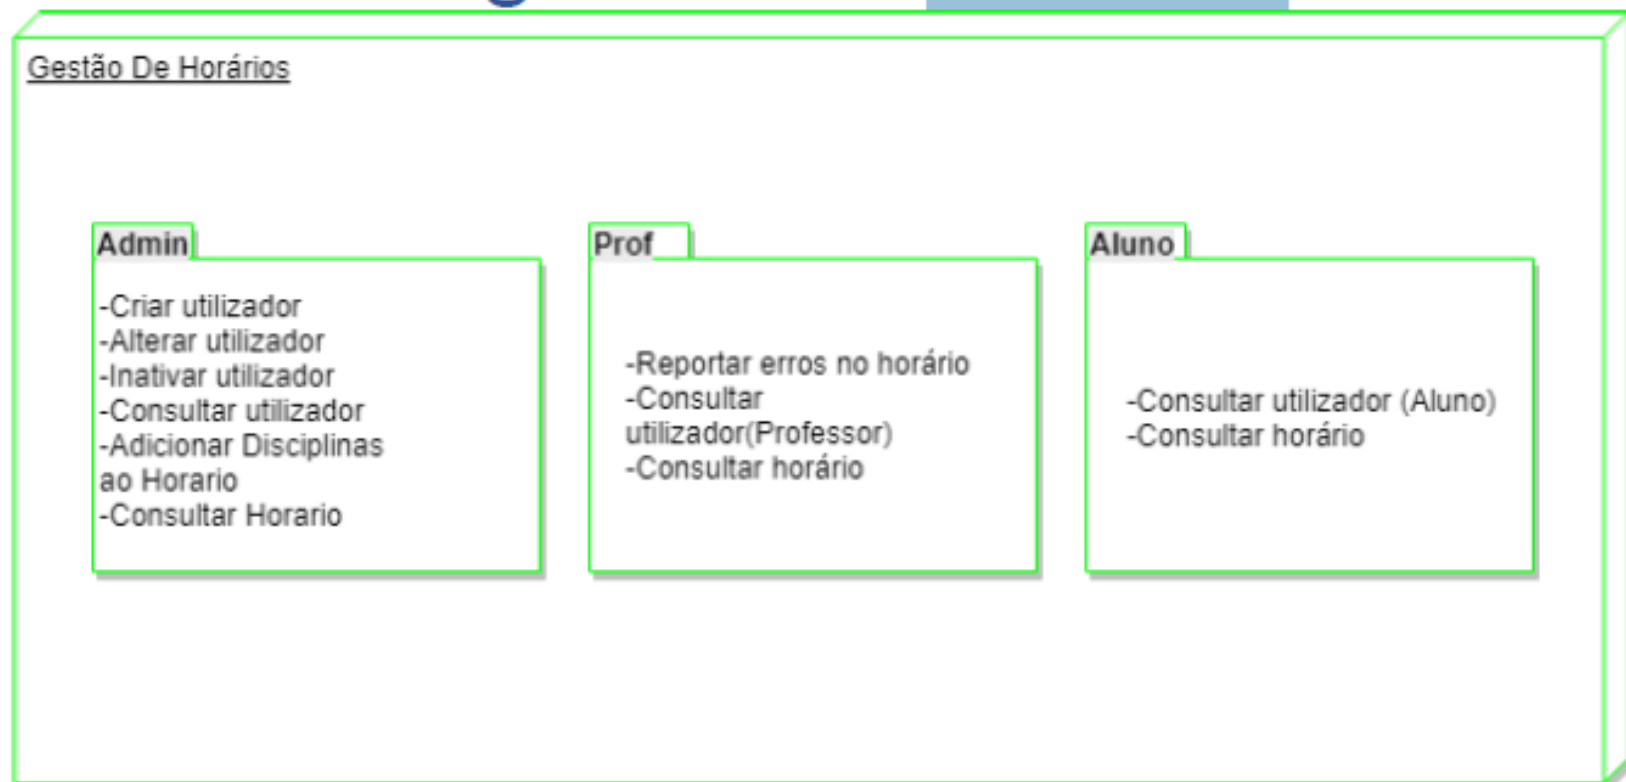 Gestão De Horários
Admin
-Criar utilizador
-Alterar utilizador
-Inativar utilizador
-Consultar utilizador
-Adicionar Disciplinas
ao Horario
-Consultar Horario
Prof
-Reportar erros no horário
-Consultar
utilizador(Professor)
-Consultar horário
Aluno
-Consultar utilizador (Aluno)
-Consultar horário